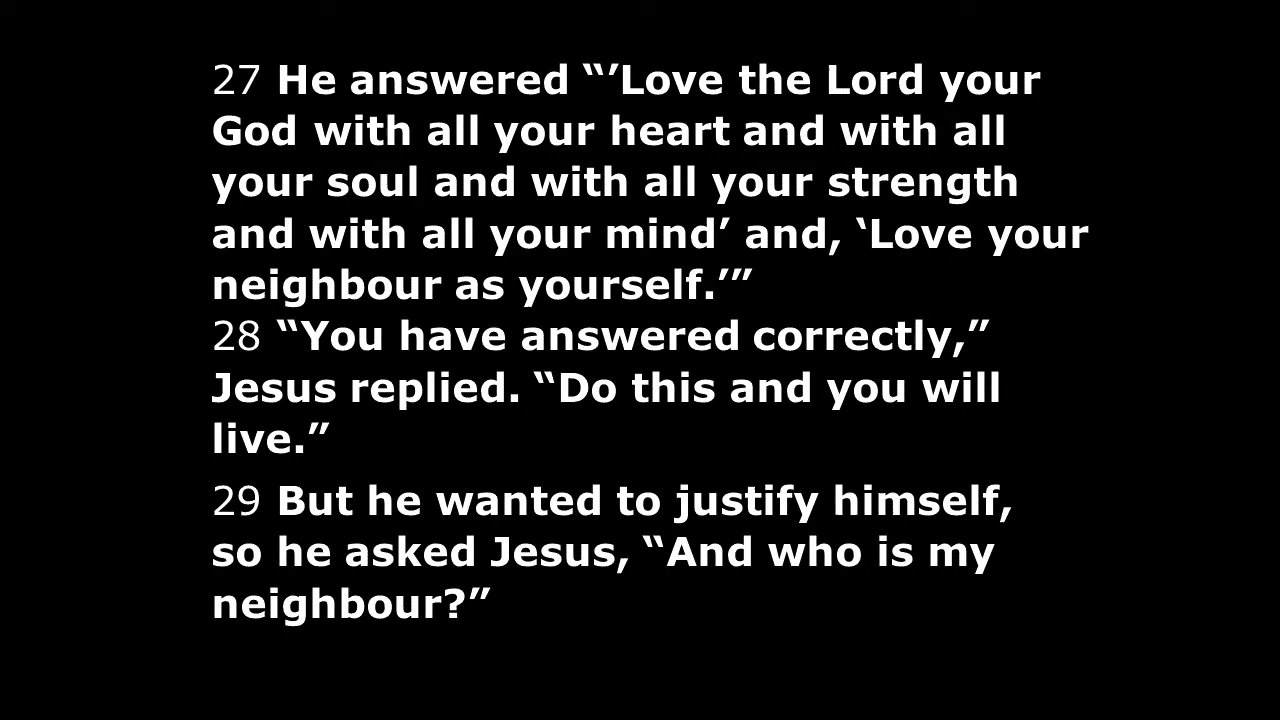 27 He answered “’Love the Lord your
God with all your heart and with all
your soul and with all your strength
and with all your mind’ and, ‘Love your
neighbour as yourself.’”
28 “You have answered correctly,”
Jesus replied. “Do this and you will
live.”
29 But he wanted to justify himself,
so he asked Jesus, “And who is my
neighbour?”